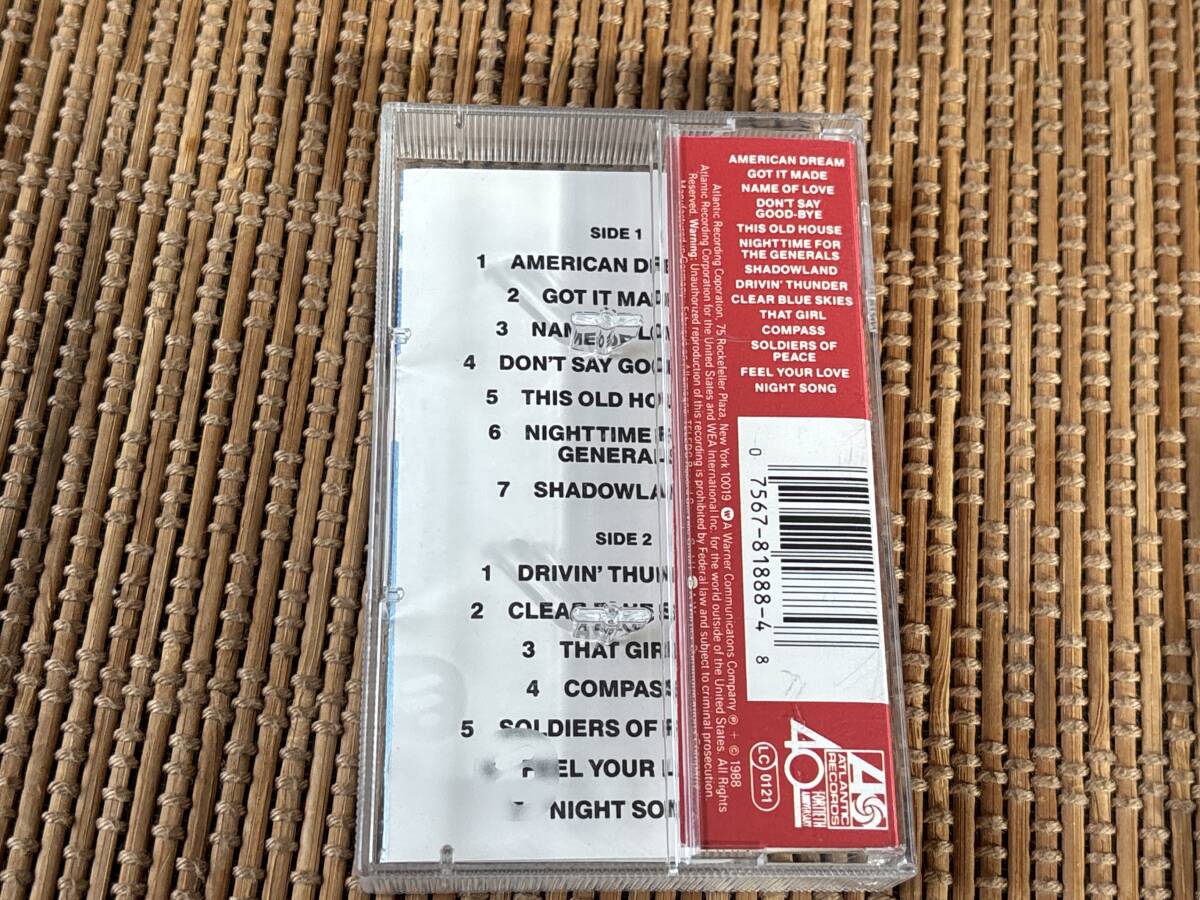 SIDE 1
1 AMERICAN DRE
2 GOT IT MAD
3 NAME OF LO
4 DON'T SAY GOO
5 THIS OLD HO
6 NIGHTTIME F
GENERAL
7 SHADOWLA
SIDE 2
1 DRIVIN' THUN
2 CLEAR BLUE S
3 THAT GIR
4 COMPASS
5 SOLDIERS OF P
FEEL YOUR L
NIGHT SON
AMERICAN DREAM
GOT IT MADE
NAME OF LOVE
DON'T SAY
GOOD-BYE
THIS OLD HOUSE
NIGHTTIME FOR
THE GENERALS
SHADOWLAND
DRIVIN' THUNDER
CLEAR BLUE SKIES
THAT GIRL
COMPASS
SOLDIERS OF
PEACE
FEEL YOUR LOVE
NIGHT SONG
0 7567-81888-4 8
Atlantic Recording Coporation, 75 Rockefeller Plaza, New York 10019 A Warner Communicatons Company ℗ + © 1988
Atlantic Recording Corporation for the United States and WEA International Inc. for the world outside of the United States. All Rights
Reserved. Warning: Unauthorized reproduction of this recording is prohibited by Federal law and subject to criminal prosecution.
LC 0121
40
FORTIETH
ANNIVERSARY
ATLANTIC
RECORDS